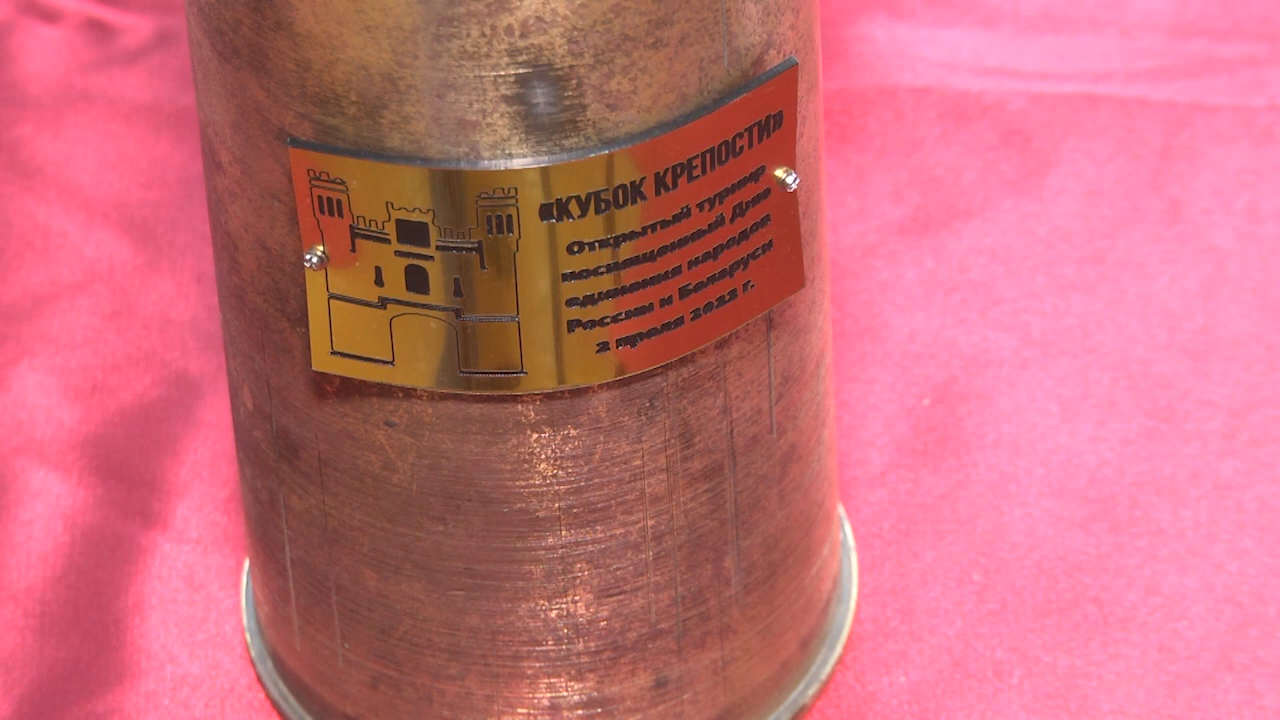 «КУБОК КРЕПОСТИ»
Открытый турнир
посвященный Дню
единения народов
России и Беларуси
2 апреля 2022 г.